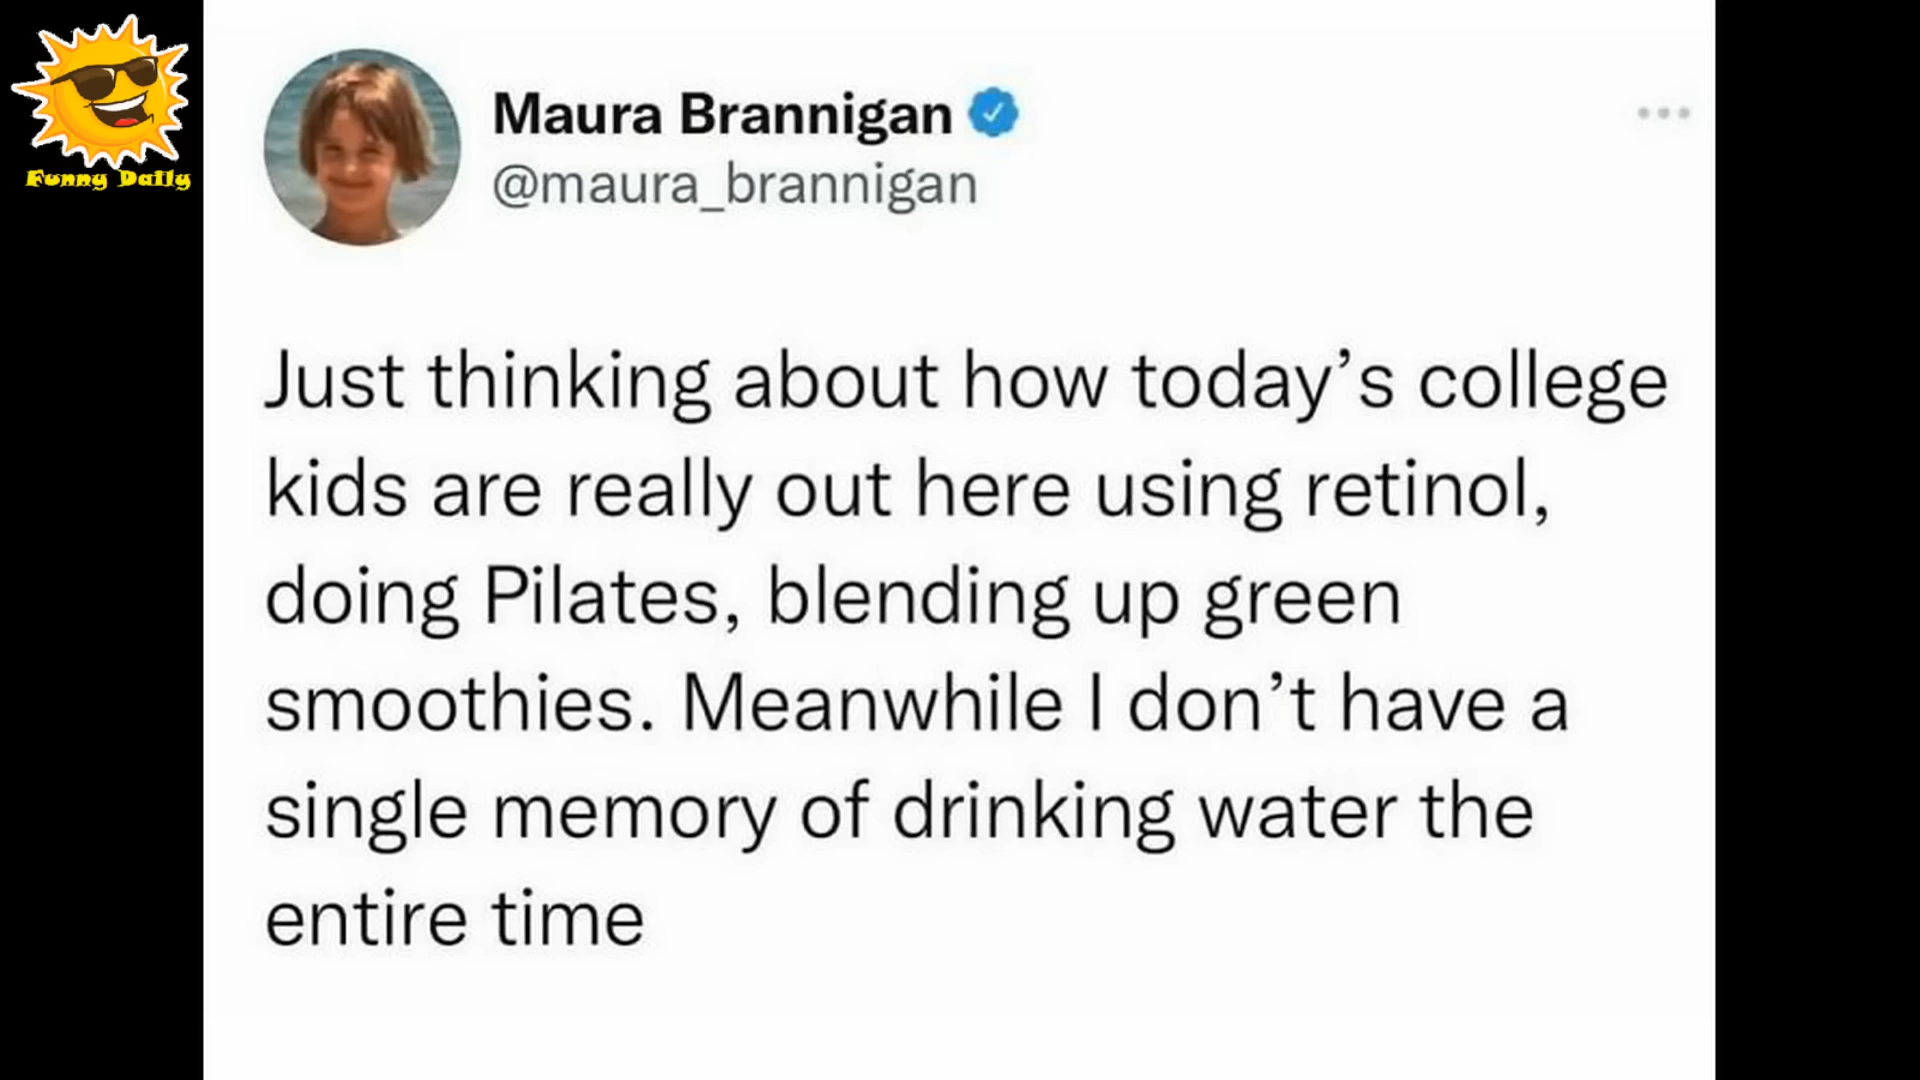 Funny Daily
Maura Brannigan
@maura_brannigan
Just thinking about how today’s college
kids are really out here using retinol,
doing Pilates, blending up green
smoothies. Meanwhile I don’t have a
single memory of drinking water the
entire time